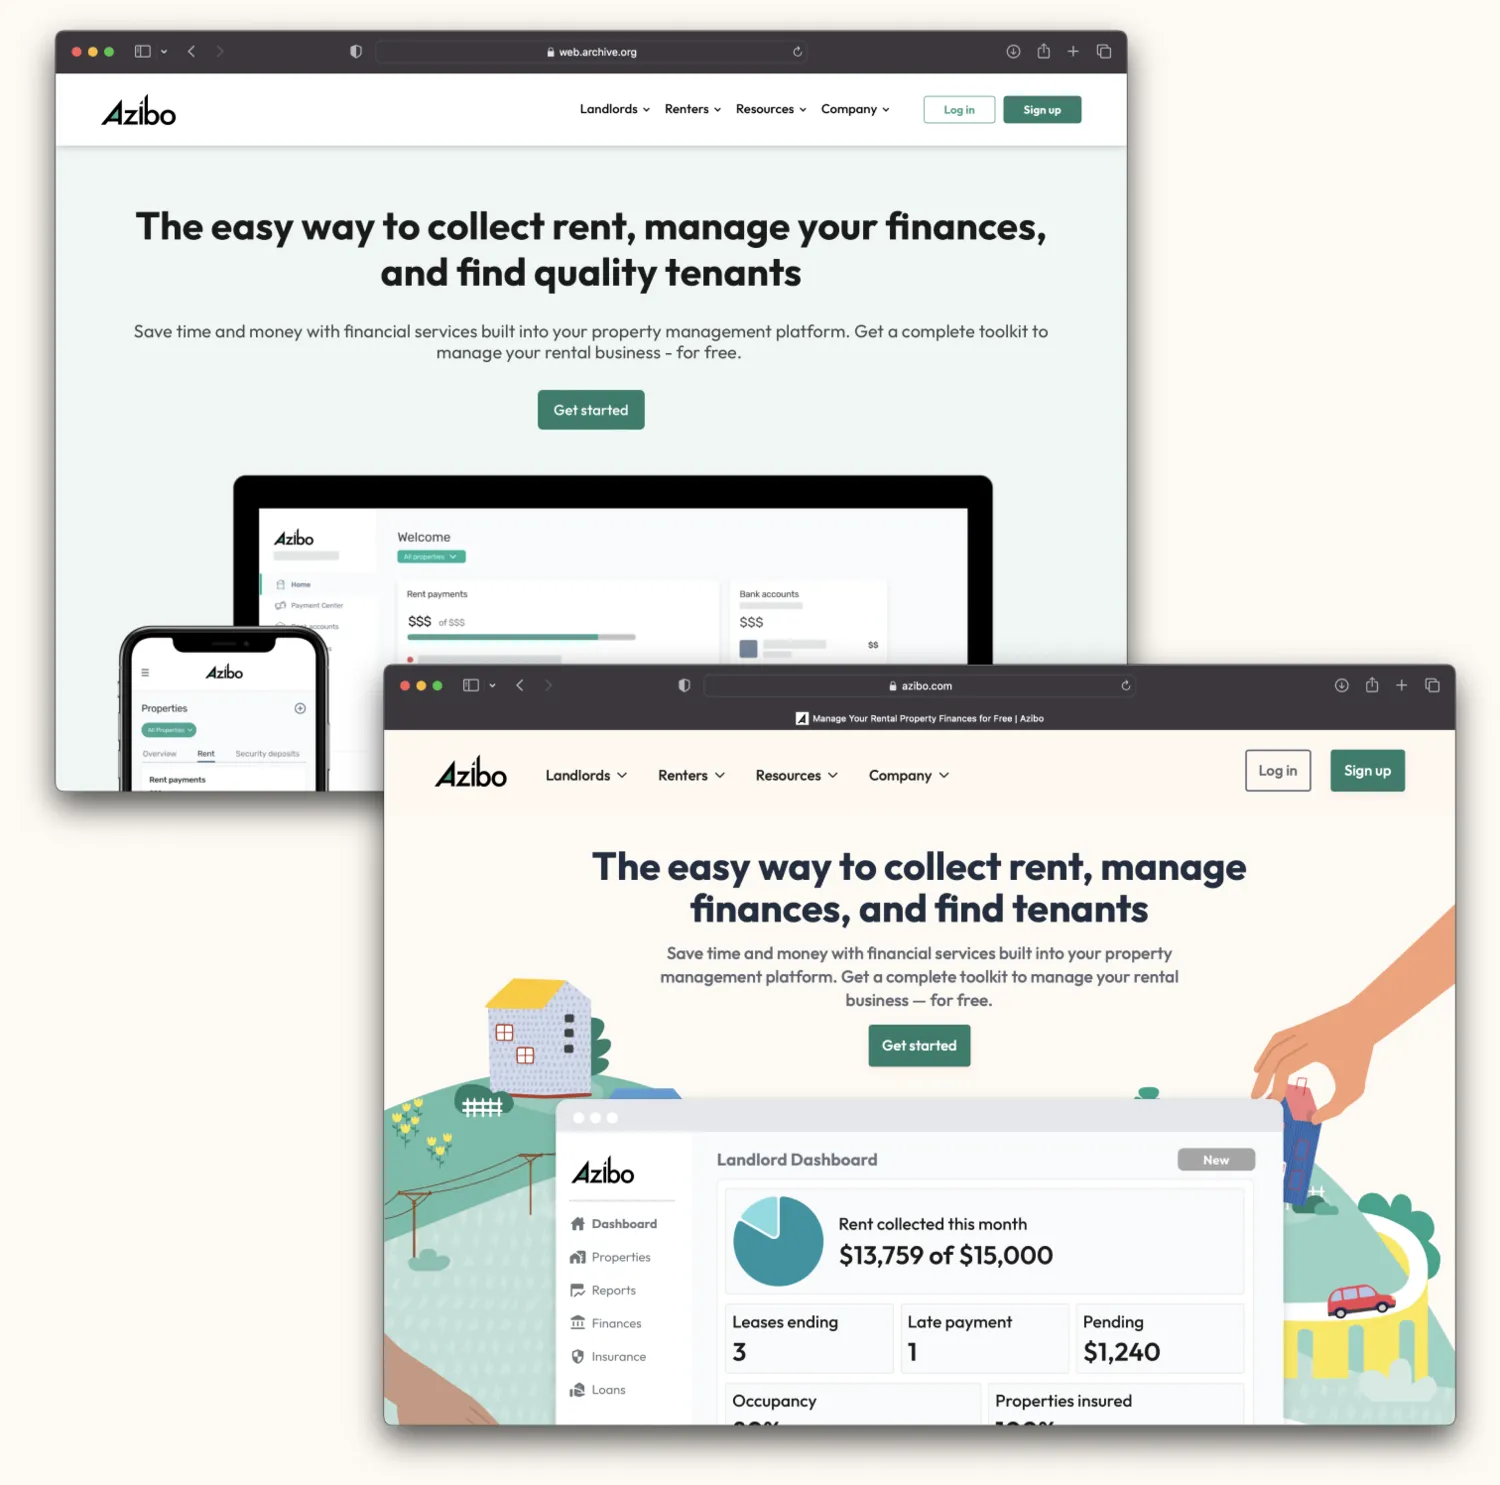 web.archive.org
Azibo
Landlords Renters Resources Company Log in Sign up
The easy way to collect rent, manage your finances,
and find quality tenants
Save time and money with financial services built into your property management platform. Get a complete toolkit to
manage your rental business - for free.
Get started
Azibo
Welcome
All properties
Home
Payment Center
accounts
Rent payments
$$$ of $$$
Bank accounts
$$$
$$
Azibo
Properties
All Properties
Overview Rent Security deposits
Rent payments
azibo.com
Manage Your Rental Property Finances for Free | Azibo
Azibo
Landlords Renters Resources Company Log in Sign up
The easy way to collect rent, manage
finances, and find tenants
Save time and money with financial services built into your property
management platform. Get a complete toolkit to manage your rental
business — for free.
Get started
Azibo
Dashboard
Properties
Reports
Finances
Insurance
Loans
Landlord Dashboard
New
Rent collected this month
$13,759 of $15,000
Leases ending
3
Late payment
1
Pending
$1,240
Occupancy
Properties insured